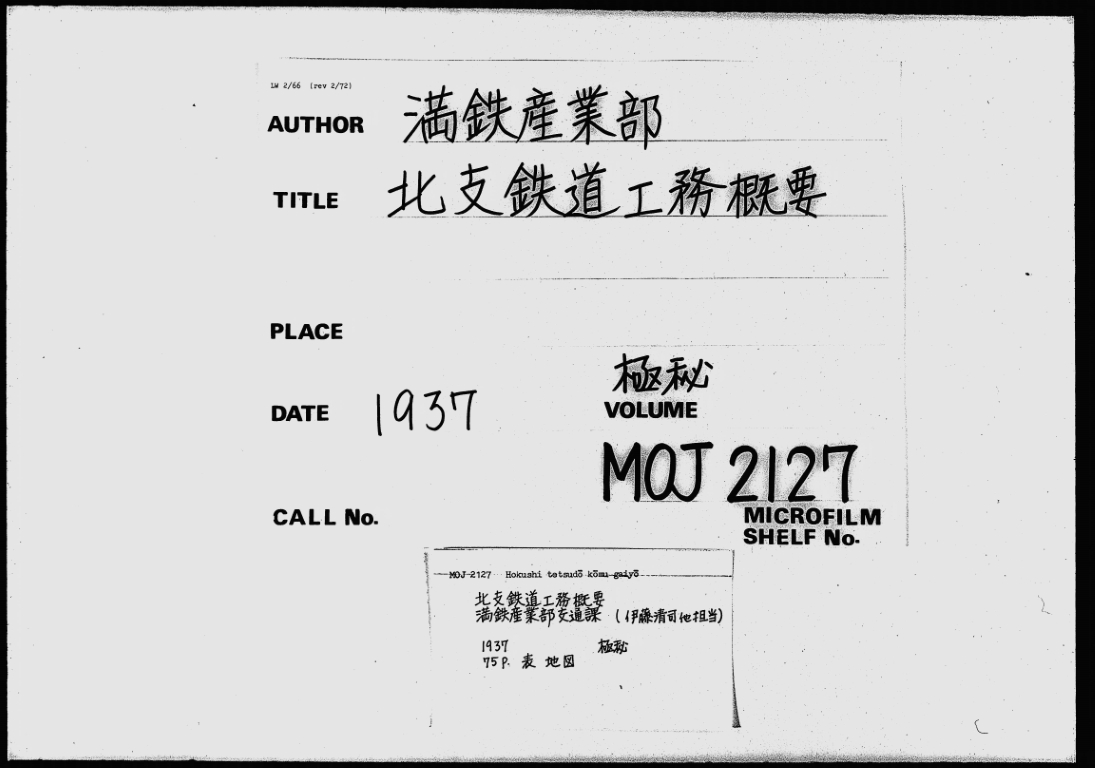 LW 2/66 (rev 2/72)
AUTHOR 満鉄産業部
TITLE 北支鉄道工務概要
PLACE
極秘
DATE 1937 VOLUME
MOJ 2127
CALL No. MICROFILM
SHELF No.
MOJ 2127 Hokushi tetsudō kōmu gaiyō
北支鉄道工務概要
満鉄産業部交通課 (伊藤清司他担当)
1937 極秘
75 P. 表 地図